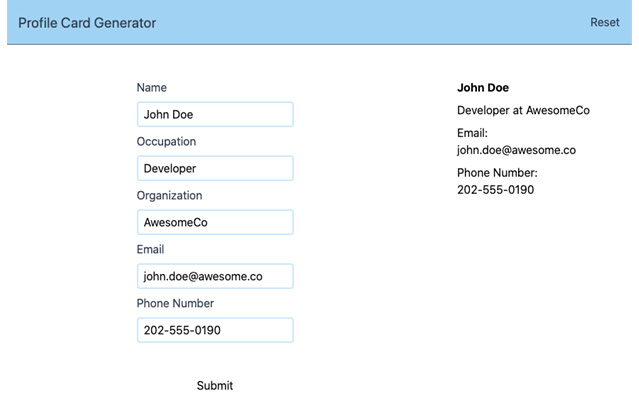 Profile Card Generator
Reset
Name
John Doe
Occupation
Developer
Organization
AwesomeCo
Email
john.doe@awesome.co
Phone Number
202-555-0190
Submit
John Doe
Developer at AwesomeCo
Email:
john.doe@awesome.co
Phone Number:
202-555-0190